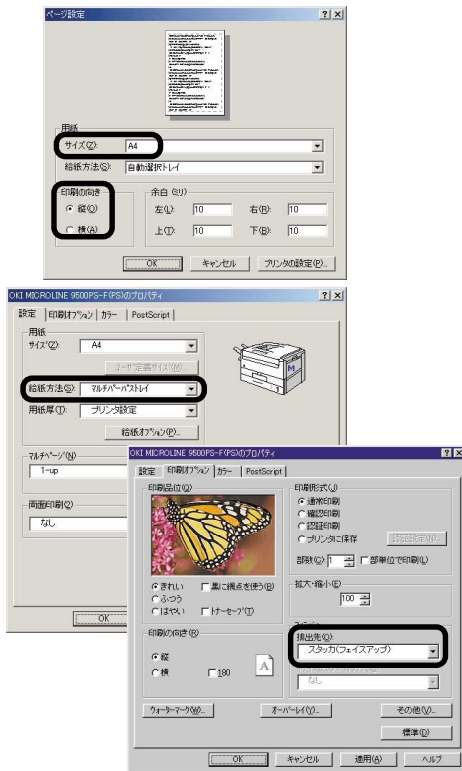 ページ設定
用紙
サイズ(Z): A4
給紙方法(S): 自動選択トレイ
印刷の向き
縦(O)
横(A)
余白 (ミリ)
左(L): 10 右(R): 10
上(T): 10 下(B): 10
OK キャンセル プリンタの設定(P)...
OKI MICROLINE 9500PS-F(PS)のプロパティ
設定 印刷オプション カラー PostScript
用紙
サイズ(Z): A4
ユーザ定義サイズ(M)...
給紙方法(S): マルチパーパストレイ
用紙厚(T): プリンタ設定
給紙オプション(P)...
マルチページ(N)
1-up
両面印刷(2)
なし
OK
M
OKI MICROLINE 9500PS-F(PS)のプロパティ
設定 印刷オプション カラー PostScript
印刷品位(Q)
きれい 黒に網点を使う(B)
ふつう
はやい トナーセーブ(T)
印刷の向き(R)
縦
横 180
A
印刷形式(J)
通常印刷
確認印刷
認証印刷
プリンタに保存
部数(C): 1 部単位で印刷(L)
拡大・縮小(E)
100
排出先(O):
スタッカ(フェイスアップ)
なし
ウォーターマーク(W)... オーバーレイ(Y)... その他(V)...
標準(D)
OK キャンセル 適用(A) ヘルプ